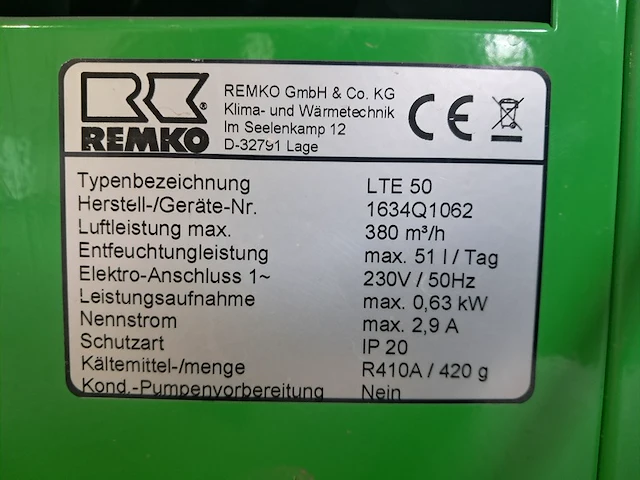 REMKO
REMKO GmbH & Co. KG
Klima- und Wärmetechnik
Im Seelenkamp 12
D-32791 Lage
CE
Typenbezeichnung LTE 50
Herstell-/Geräte-Nr. 1634Q1062
Luftleistung max. 380 m³/h
Entfeuchtungleistung max. 51 l / Tag
Elektro-Anschluss 1~ 230V / 50Hz
Leistungsaufnahme max. 0,63 kW
Nennstrom max. 2,9 A
Schutzart IP 20
Kältemittel-/menge R410A / 420 g
Kond.-Pumpenvorbereitung Nein